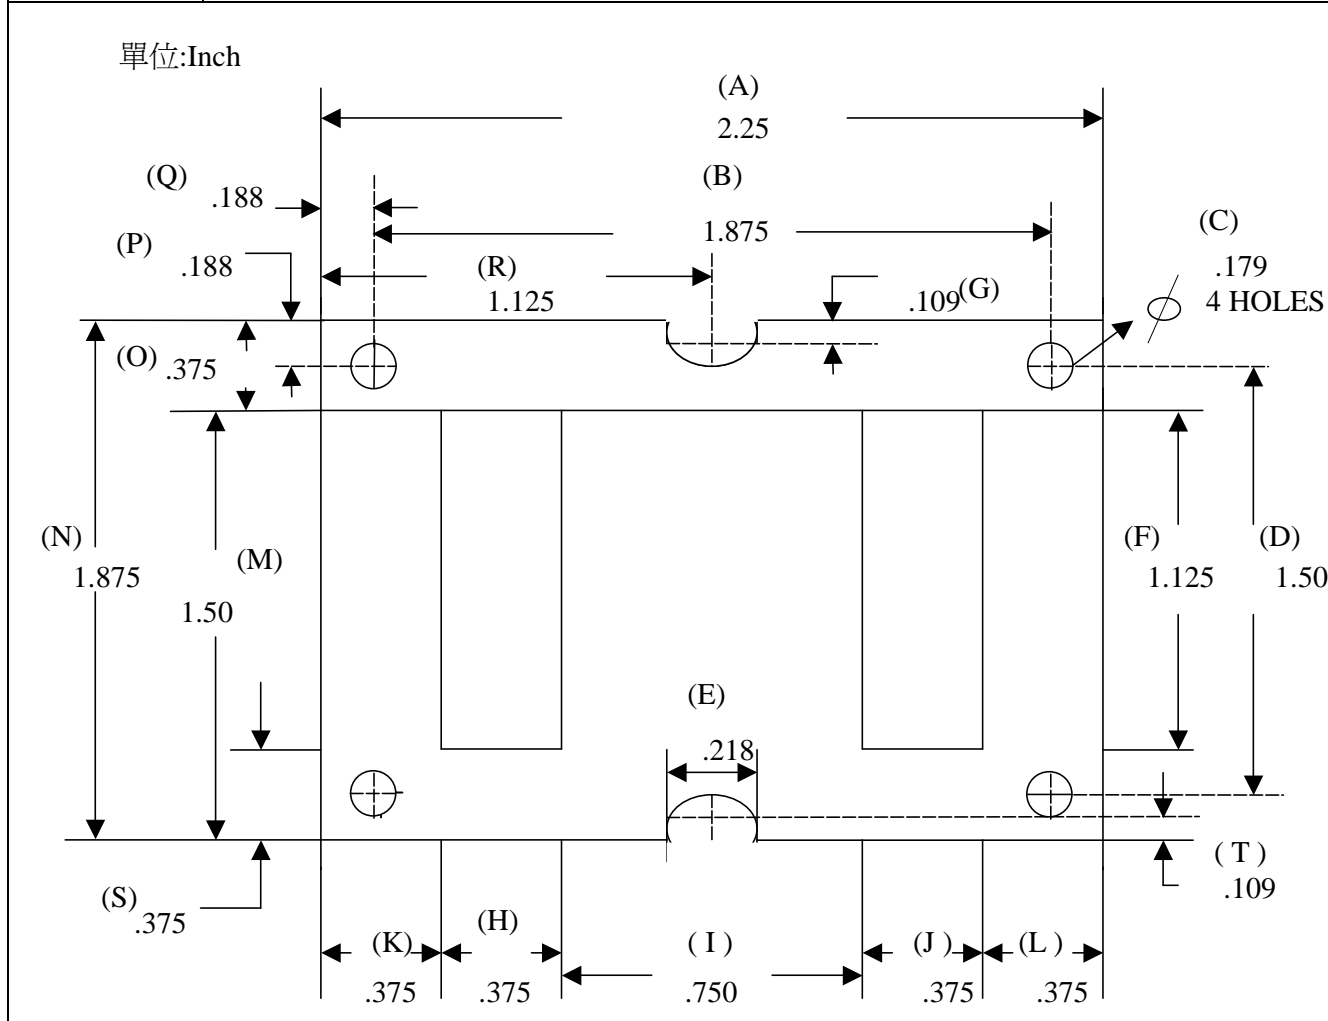 單位:Inch
(A)
2.25
(Q)
.188
(B)
1.875
(C)
.179
4 HOLES
(P)
.188
(R)
1.125
.109(G)
(O)
.375
(N)
1.875
(M)
1.50
(F)
1.125
(D)
1.50
(E)
.218
( T )
.109
(S)
.375
(K)
.375
(H)
.375
( I )
.750
(J )
.375
(L )
.375